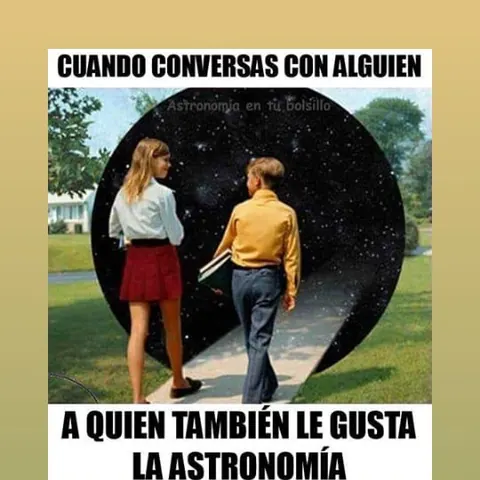 CUANDO CONVERSAS CON ALGUIEN
Astronomía en tu bolsillo
A QUIEN TAMBIÉN LE GUSTA
LA ASTRONOMÍA